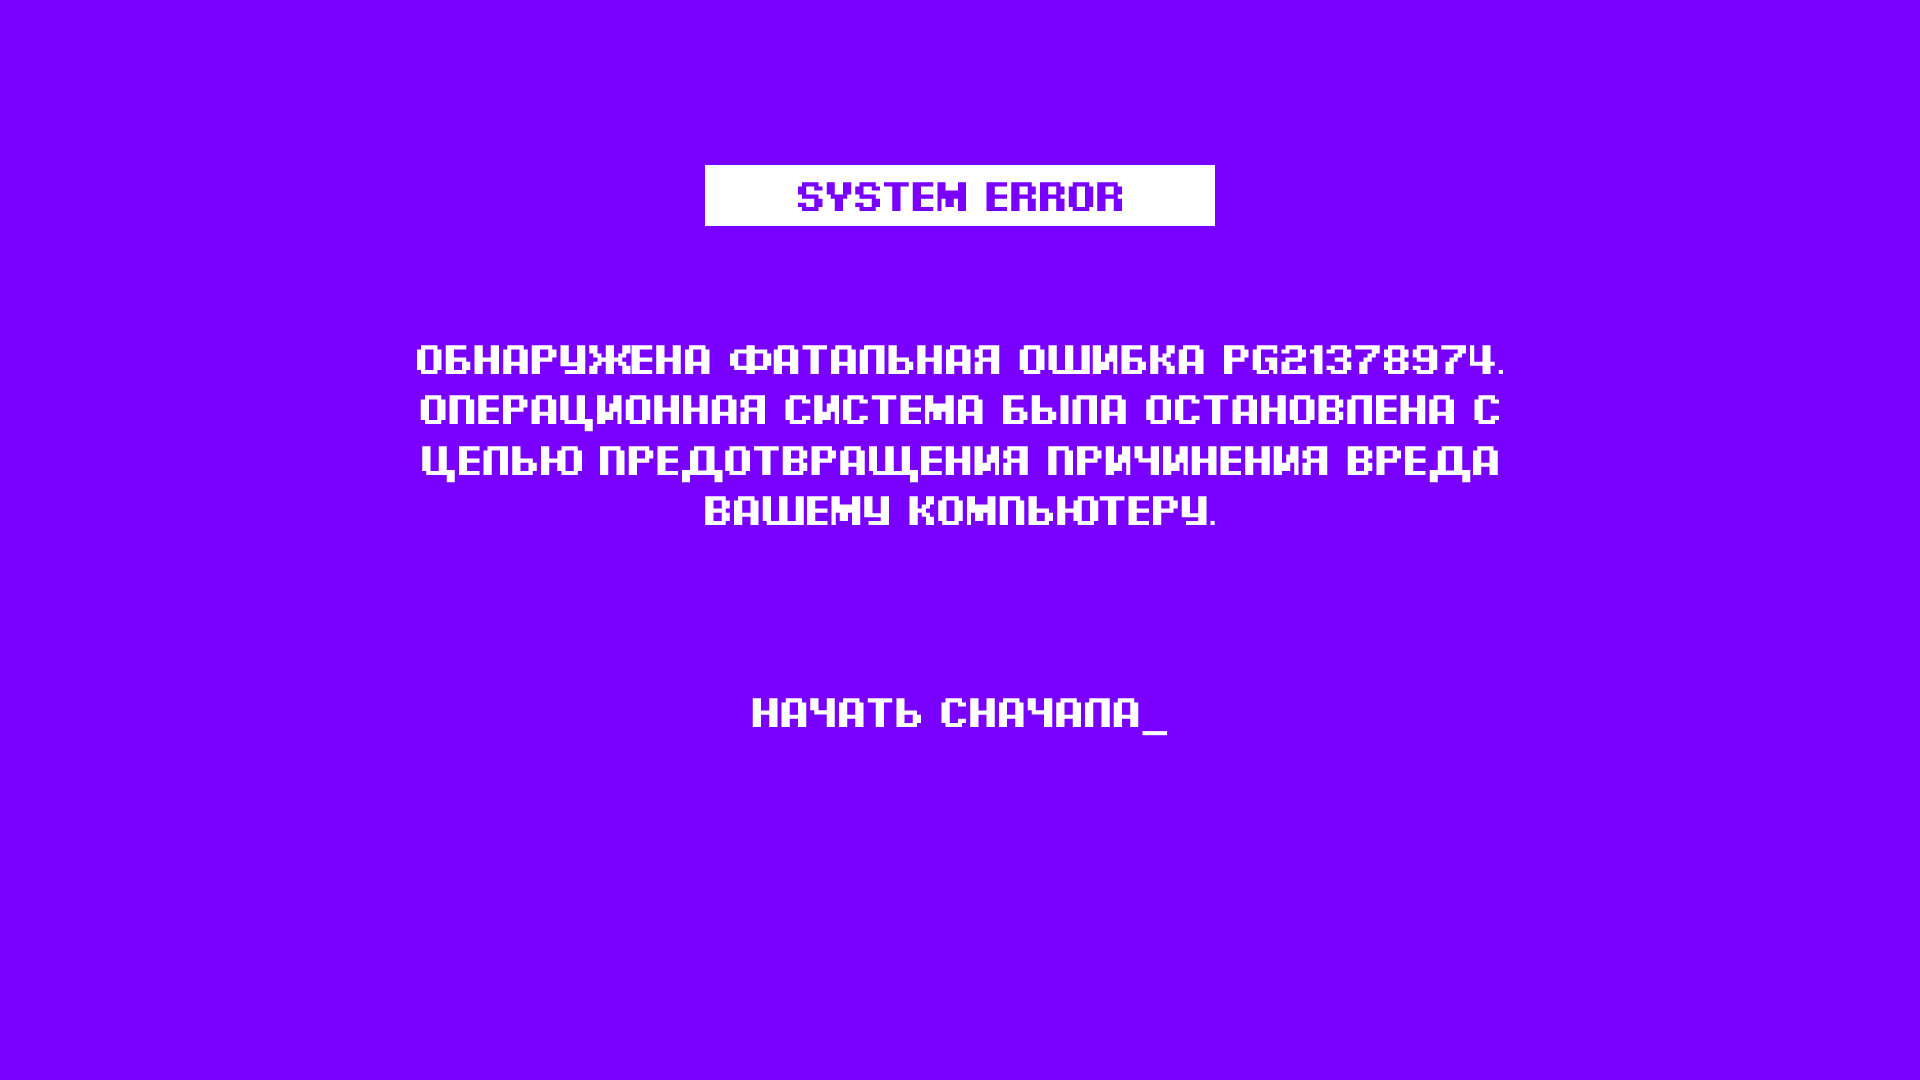 SYSTEM ERROR
ОБНАРУЖЕНА ФАТАЛЬНАЯ ОШИБКА PG21378974.
ОПЕРАЦИОННАЯ СИСТЕМА БЫЛА ОСТАНОВЛЕНА С
ЦЕЛЬЮ ПРЕДОТВРАЩЕНИЯ ПРИЧИНЕНИЯ ВРЕДА
ВАШЕМУ КОМПЬЮТЕРУ.
НАЧАТЬ СНАЧАЛА_